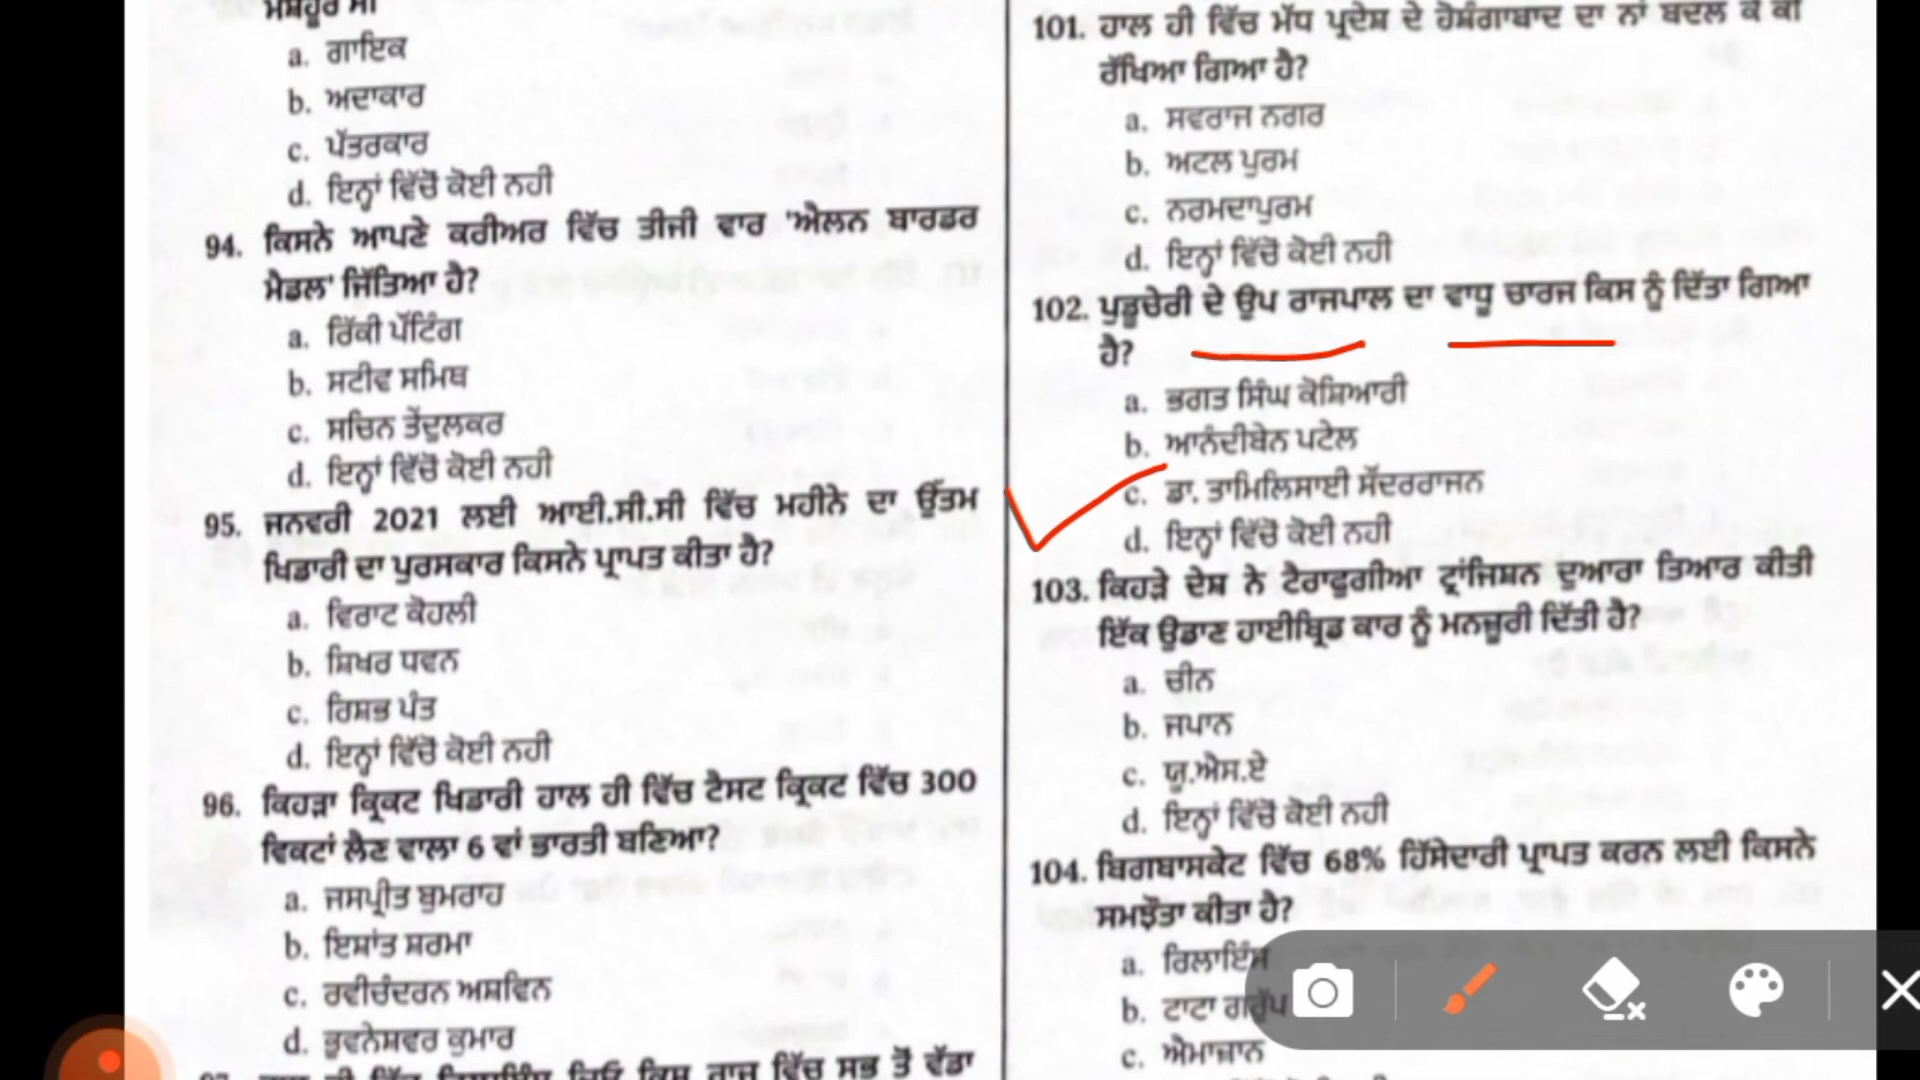 ਮਸ਼ਹੂਰ ਸੀ
a. ਗਾਇਕ
b. ਅਦਾਕਾਰ
c. ਪੱਤਰਕਾਰ
d. ਇਨ੍ਹਾਂ ਵਿੱਚੋਂ ਕੋਈ ਨਹੀ
94. ਕਿਸਨੇ ਆਪਣੇ ਕਰੀਅਰ ਵਿੱਚ ਤੀਜੀ ਵਾਰ 'ਐਲਨ ਬਾਰਡਰ
ਮੈਡਲ' ਜਿੱਤਿਆ ਹੈ?
a. ਰਿੱਕੀ ਪੌਂਟਿੰਗ
b. ਸਟੀਵ ਸਮਿਥ
c. ਸਚਿਨ ਤੇਂਦੁਲਕਰ
d. ਇਨ੍ਹਾਂ ਵਿੱਚੋਂ ਕੋਈ ਨਹੀ
95. ਜਨਵਰੀ 2021 ਲਈ ਆਈ.ਸੀ.ਸੀ ਵਿੱਚ ਮਹੀਨੇ ਦਾ ਉੱਤਮ
ਖਿਡਾਰੀ ਦਾ ਪੁਰਸਕਾਰ ਕਿਸਨੇ ਪ੍ਰਾਪਤ ਕੀਤਾ ਹੈ?
a. ਵਿਰਾਟ ਕੋਹਲੀ
b. ਸ਼ਿਖਰ ਧਵਨ
c. ਰਿਸ਼ਭ ਪੰਤ
d. ਇਨ੍ਹਾਂ ਵਿੱਚੋਂ ਕੋਈ ਨਹੀ
96. ਕਿਹੜਾ ਕ੍ਰਿਕਟ ਖਿਡਾਰੀ ਹਾਲ ਹੀ ਵਿੱਚ ਟੈਸਟ ਕ੍ਰਿਕਟ ਵਿੱਚ 300
ਵਿਕਟਾਂ ਲੈਣ ਵਾਲਾ 6 ਵਾਂ ਭਾਰਤੀ ਬਣਿਆ?
a. ਜਸਪ੍ਰੀਤ ਬੁਮਰਾਹ
b. ਇਸ਼ਾਂਤ ਸ਼ਰਮਾ
c. ਰਵੀਚੰਦਰਨ ਅਸ਼ਵਿਨ
d. ਭੁਵਨੇਸ਼ਵਰ ਕੁਮਾਰ
ਰਾਜ ਵਿੱਚ ਸਭ ਤੋਂ ਵੱਡਾ
101. ਹਾਲ ਹੀ ਵਿੱਚ ਮੱਧ ਪ੍ਰਦੇਸ਼ ਦੇ ਹੋਸ਼ੰਗਾਬਾਦ ਦਾ ਨਾਂ ਬਦਲ ਕੇ ਕੀ
ਰੱਖਿਆ ਗਿਆ ਹੈ?
a. ਸਵਰਾਜ ਨਗਰ
b. ਅਟਲ ਪੁਰਮ
c. ਨਰਮਦਾਪੁਰਮ
d. ਇਨ੍ਹਾਂ ਵਿੱਚੋਂ ਕੋਈ ਨਹੀ
102. ਪੁਡੂਚੇਰੀ ਦੇ ਉਪ ਰਾਜਪਾਲ ਦਾ ਵਾਧੂ ਚਾਰਜ ਕਿਸ ਨੂੰ ਦਿੱਤਾ ਗਿਆ
ਹੈ?
a. ਭਗਤ ਸਿੰਘ ਕੋਸ਼ਿਆਰੀ
b. ਆਨੰਦੀਬੇਨ ਪਟੇਲ
c. ਡਾ. ਤਾਮਿਲਿਸਾਈ ਸੌਂਦਰਰਾਜਨ
d. ਇਨ੍ਹਾਂ ਵਿੱਚੋਂ ਕੋਈ ਨਹੀ
103. ਕਿਹੜੇ ਦੇਸ਼ ਨੇ ਟੈਰਾਫੁਗੀਆ ਟ੍ਰਾਂਜਿਸ਼ਨ ਦੁਆਰਾ ਤਿਆਰ ਕੀਤੀ
ਇੱਕ ਉਡਾਣ ਹਾਈਬ੍ਰਿਡ ਕਾਰ ਨੂੰ ਮਨਜ਼ੂਰੀ ਦਿੱਤੀ ਹੈ?
a. ਚੀਨ
b. ਜਪਾਨ
c. ਯੂ.ਐਸ.ਏ
d. ਇਨ੍ਹਾਂ ਵਿੱਚੋਂ ਕੋਈ ਨਹੀ
104. ਬਿਗਬਾਸਕੇਟ ਵਿੱਚ 68% ਹਿੱਸੇਦਾਰੀ ਪ੍ਰਾਪਤ ਕਰਨ ਲਈ ਕਿਸਨੇ
ਸਮਝੌਤਾ ਕੀਤਾ ਹੈ?
a. ਰਿਲਾਇੰਸ
b. ਟਾਟਾ ਗਰੁੱਪ
c. ਐਮਾਜ਼ਾਨ